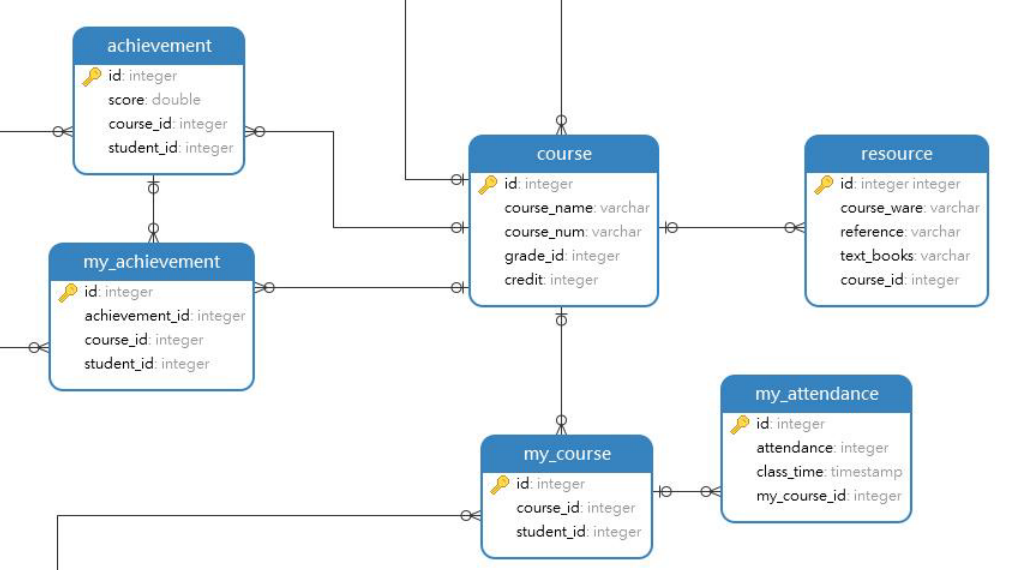 achievement
id: integer
score: double
course_id: integer
student_id: integer
my_achievement
id: integer
achievement_id: integer
course_id: integer
student_id: integer
course
id: integer
course_name: varchar
course_num: varchar
grade_id: integer
credit: integer
resource
id: integer integer
course_ware: varchar
reference: varchar
text_books: varchar
course_id: integer
my_course
id: integer
course_id: integer
student_id: integer
my_attendance
id: integer
attendance: integer
class_time: timestamp
my_course_id: integer